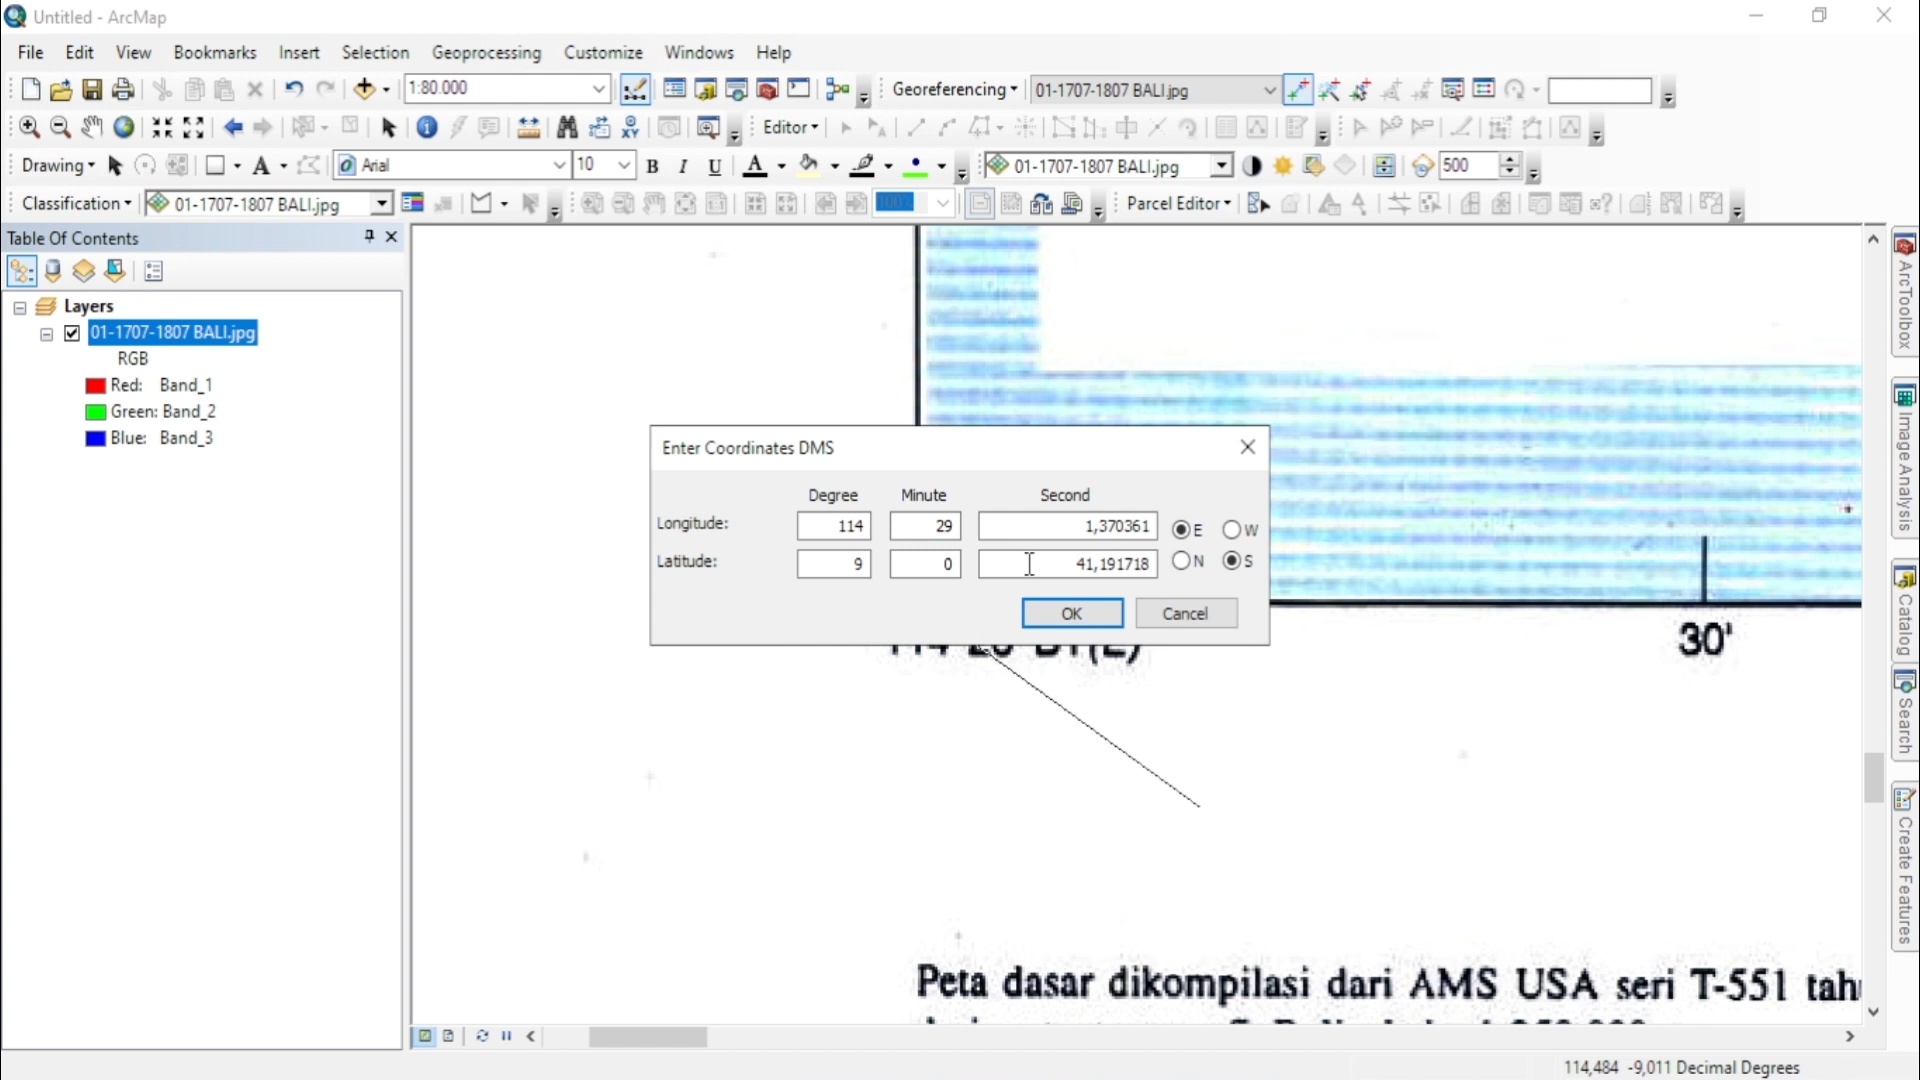 Untitled - ArcMap
File Edit View Bookmarks Insert Selection Geoprocessing Customize Windows Help
1:80.000 Georeferencing 01-1707-1807 BALI.jpg
Editor
Drawing Arial 10 B I U A 01-1707-1807 BALI.jpg 500
Classification 01-1707-1807 BALI.jpg 100% Parcel Editor
Table Of Contents
Layers
01-1707-1807 BALI.jpg
RGB
Red: Band_1
Green: Band_2
Blue: Band_3
Enter Coordinates DMS
Degree Minute Second
Longitude: 114 29 1,370361 E W
Latitude: 9 0 41,191718 N S
OK Cancel
30'
Peta dasar dikompilasi dari AMS USA seri T-551 tah
ArcToolbox
Image Analysis
Catalog
Search
Create Features
114,484 -9,011 Decimal Degrees